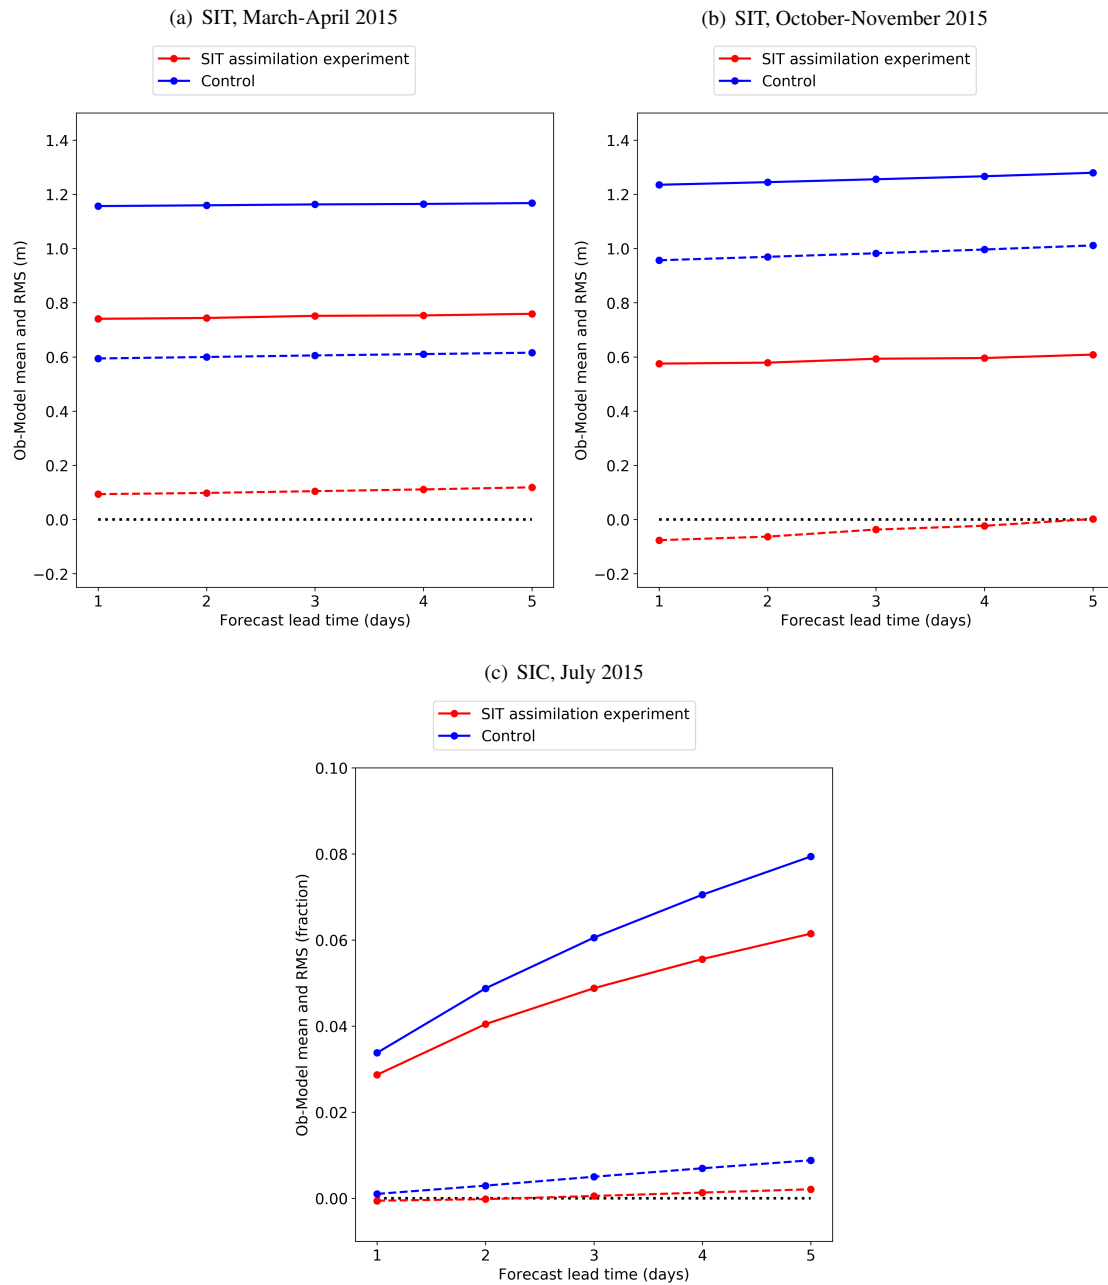 (a) SIT, March-April 2015
SIT assimilation experiment
Control
Ob-Model mean and RMS (m)
1.4
1.2
1.0
0.8
0.6
0.4
0.2
0.0
−0.2
1 2 3 4 5
Forecast lead time (days)
(b) SIT, October-November 2015
SIT assimilation experiment
Control
Ob-Model mean and RMS (m)
1.4
1.2
1.0
0.8
0.6
0.4
0.2
0.0
−0.2
1 2 3 4 5
Forecast lead time (days)
(c) SIC, July 2015
SIT assimilation experiment
Control
Ob-Model mean and RMS (fraction)
0.10
0.08
0.06
0.04
0.02
0.00
1 2 3 4 5
Forecast lead time (days)